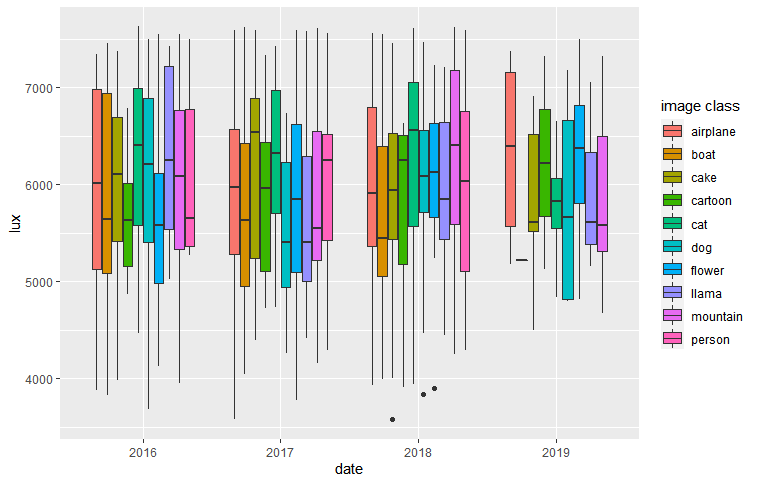 lux
7000
6000
5000
4000
2016
2017
2018
2019
date
image class
airplane
boat
cake
cartoon
cat
dog
flower
llama
mountain
person